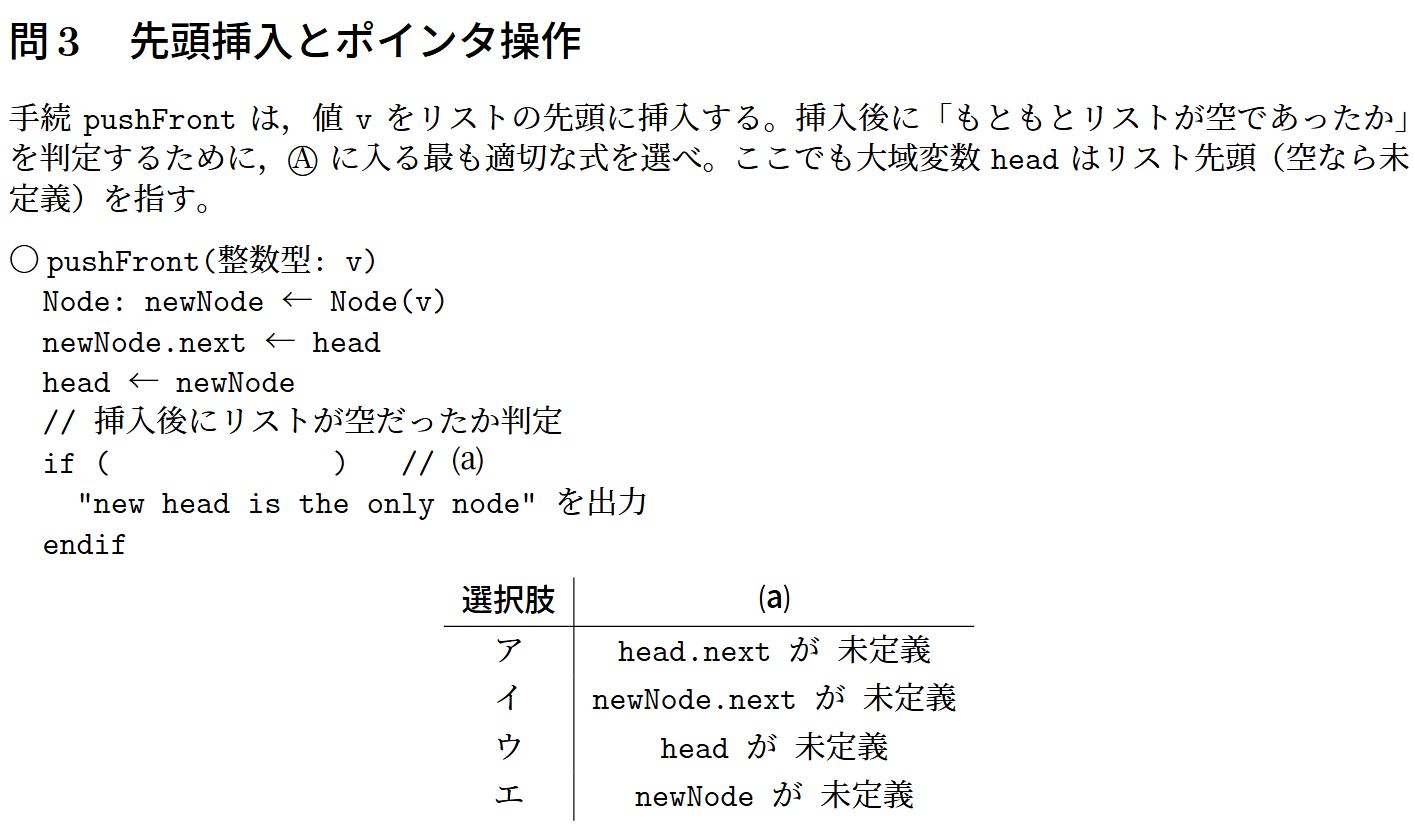 問3 先頭挿入とポインタ操作
手続 pushFront は，値 v をリストの先頭に挿入する。挿入後に「もともとリストが空であったか」
を判定するために，Ⓐ に入る最も適切な式を選べ。ここでも大域変数 head はリスト先頭（空なら未
定義）を指す。
○ pushFront(整数型: v)
Node: newNode ← Node(v)
newNode.next ← head
head ← newNode
// 挿入後にリストが空だったか判定
if ( ) // (a)
"new head is the only node" を出力
endif
選択肢 (a)
ア head.next が 未定義
イ newNode.next が 未定義
ウ head が 未定義
エ newNode が 未定義